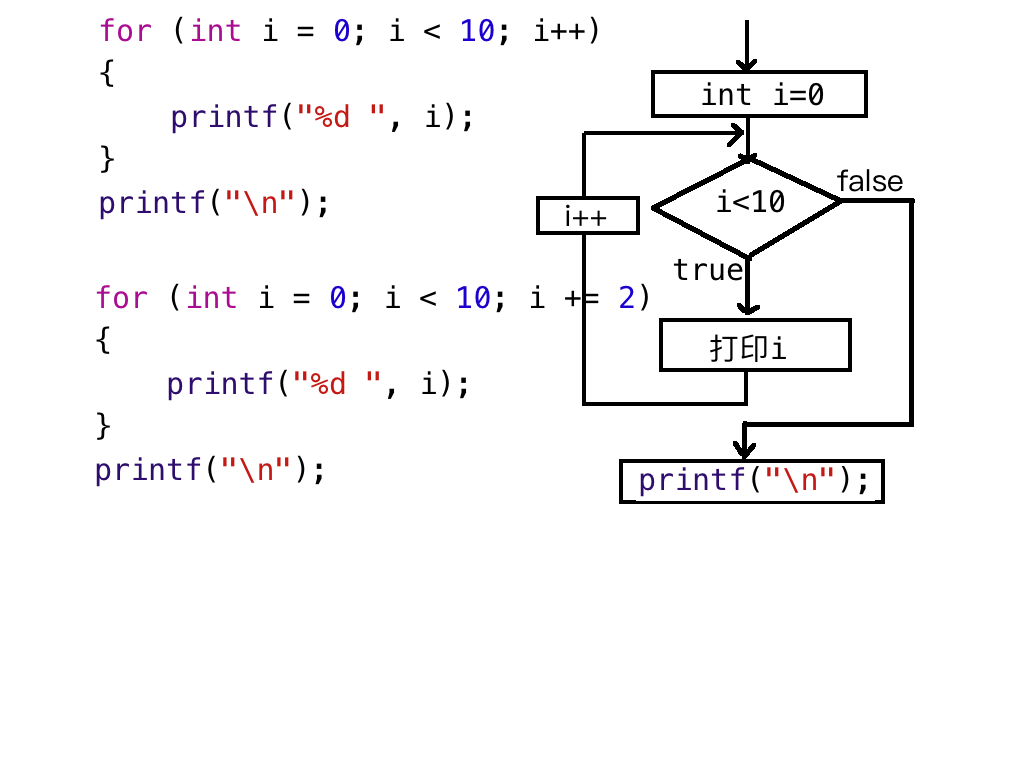 for (int i = 0; i < 10; i++)
{
    printf("%d ", i);
}
printf("\n");
for (int i = 0; i < 10; i += 2)
{
    printf("%d ", i);
}
printf("\n");
int i=0
i<10
false
i++
true
打印i
printf("\n");